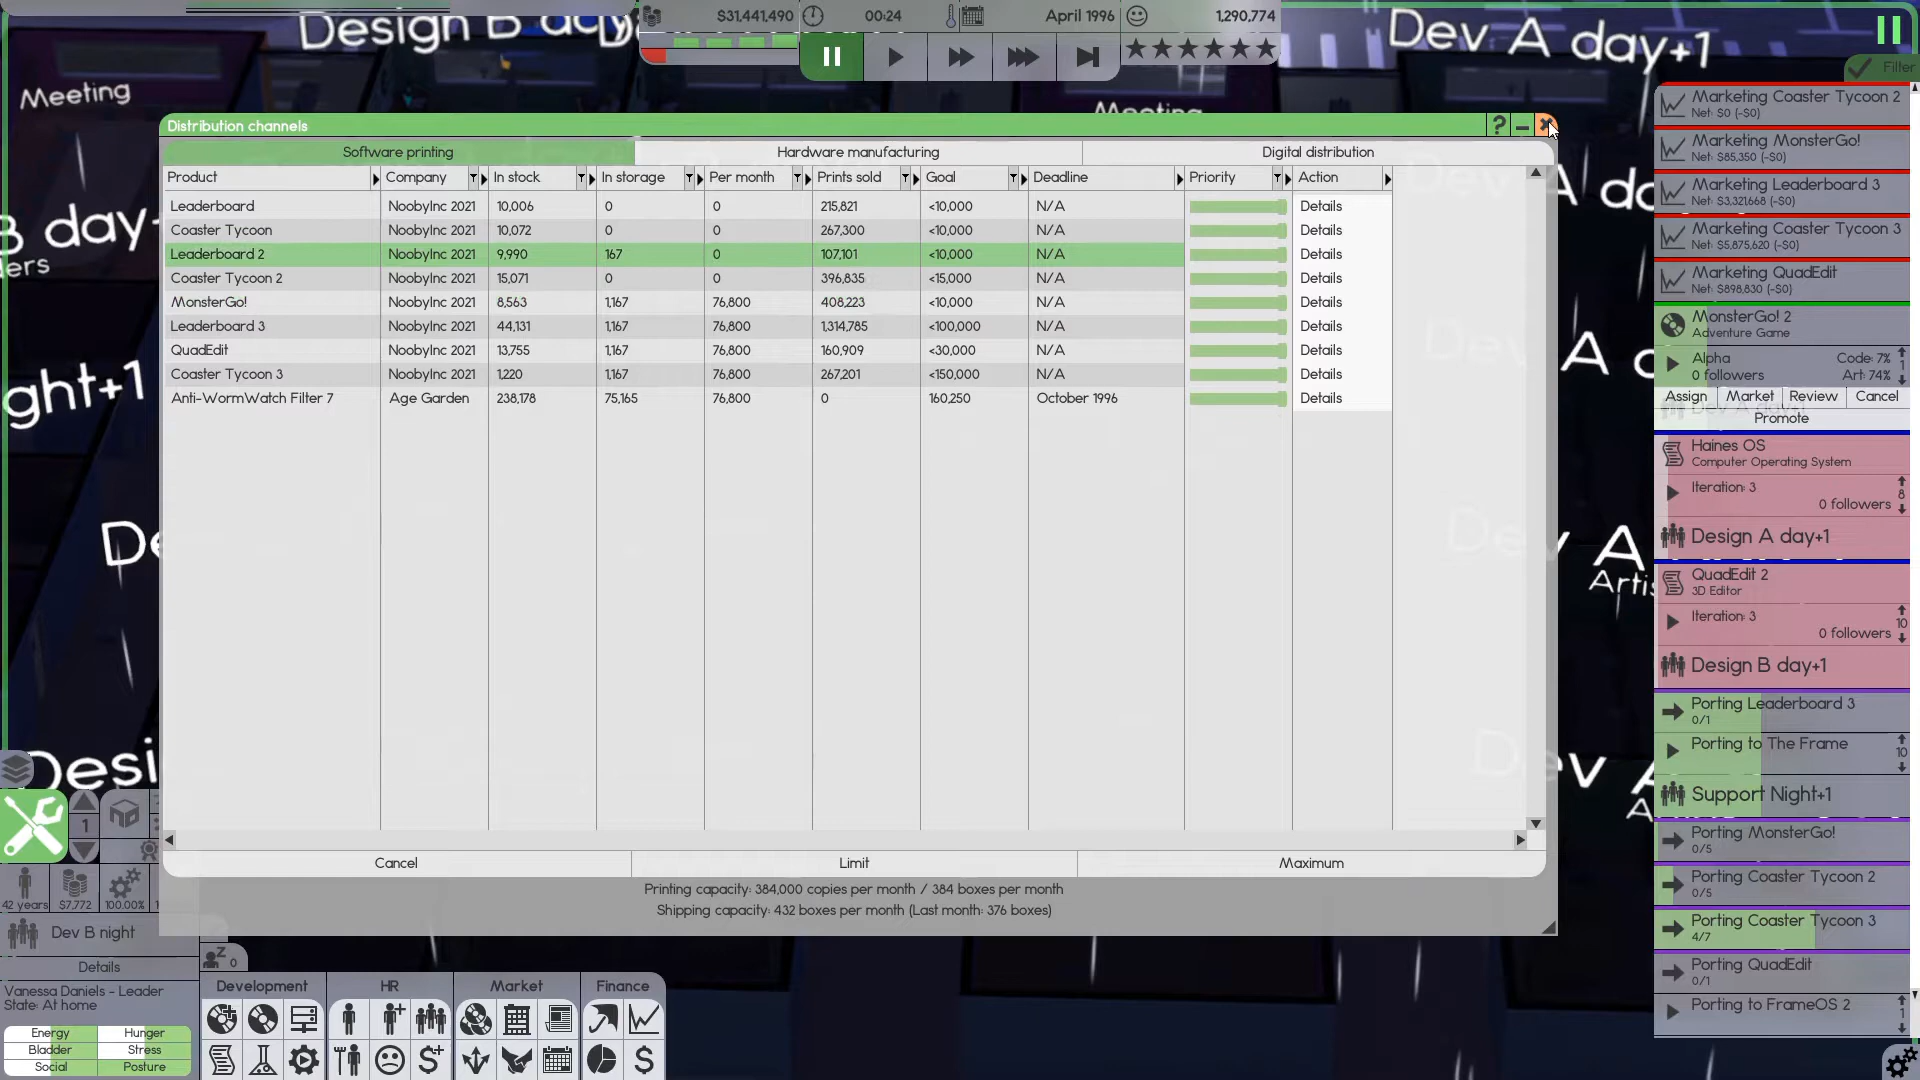 Design B day
Dev A day+1
Meeting
$31,441,490
00:24
April 1996
1,290,774
Filter
Meeting
Distribution channels
?
Software printing
Hardware manufacturing
Digital distribution
Product Company In stock In storage Per month Prints sold Goal Deadline Priority Action
Leaderboard NoobyInc 2021 10,006 0 0 215,821 <10,000 N/A Details
Coaster Tycoon NoobyInc 2021 10,072 0 0 267,300 <10,000 N/A Details
Leaderboard 2 NoobyInc 2021 9,990 167 0 107,101 <10,000 N/A Details
Coaster Tycoon 2 NoobyInc 2021 15,071 0 0 396,835 <15,000 N/A Details
MonsterGo! NoobyInc 2021 8,563 1,167 76,800 408,223 <10,000 N/A Details
Leaderboard 3 NoobyInc 2021 44,131 1,167 76,800 1,314,785 <100,000 N/A Details
QuadEdit NoobyInc 2021 13,755 1,167 76,800 160,909 <30,000 N/A Details
Coaster Tycoon 3 NoobyInc 2021 1,220 1,167 76,800 267,201 <150,000 N/A Details
Anti-WormWatch Filter 7 Age Garden 238,178 75,165 76,800 0 160,250 October 1996 Details
Cancel
Limit
Maximum
Printing capacity: 384,000 copies per month / 384 boxes per month
Shipping capacity: 432 boxes per month (Last month: 376 boxes)
Marketing Coaster Tycoon 2
Net: $0 (-$0)
Marketing MonsterGo!
Net: $85,350 (-$0)
Marketing Leaderboard 3
Net: $3,321,668 (-$0)
Marketing Coaster Tycoon 3
Net: $5,875,620 (-$0)
Marketing QuadEdit
Net: $898,830 (-$0)
MonsterGo! 2
Adventure Game
Alpha Code: 7%
0 followers Art: 74%
1
Assign Market Review Cancel
Promote
Haines OS
Computer Operating System
Iteration: 3
0 followers
8
Design A day+1
QuadEdit 2
3D Editor
Iteration: 3
0 followers
10
Design B day+1
Porting Leaderboard 3
0/1
Porting to The Frame
10
Support Night+1
Porting MonsterGo!
0/5
Porting Coaster Tycoon 2
0/5
Porting Coaster Tycoon 3
4/7
Porting QuadEdit
0/1
Porting to FrameOS 2
1
B day
ght+1
Desi
1
42 years
$7,772
100.00%
Dev B night
Details
Vanessa Daniels - Leader
State: At home
Energy Hunger
Bladder Stress
Social Posture
0
Development
HR
Market
Finance